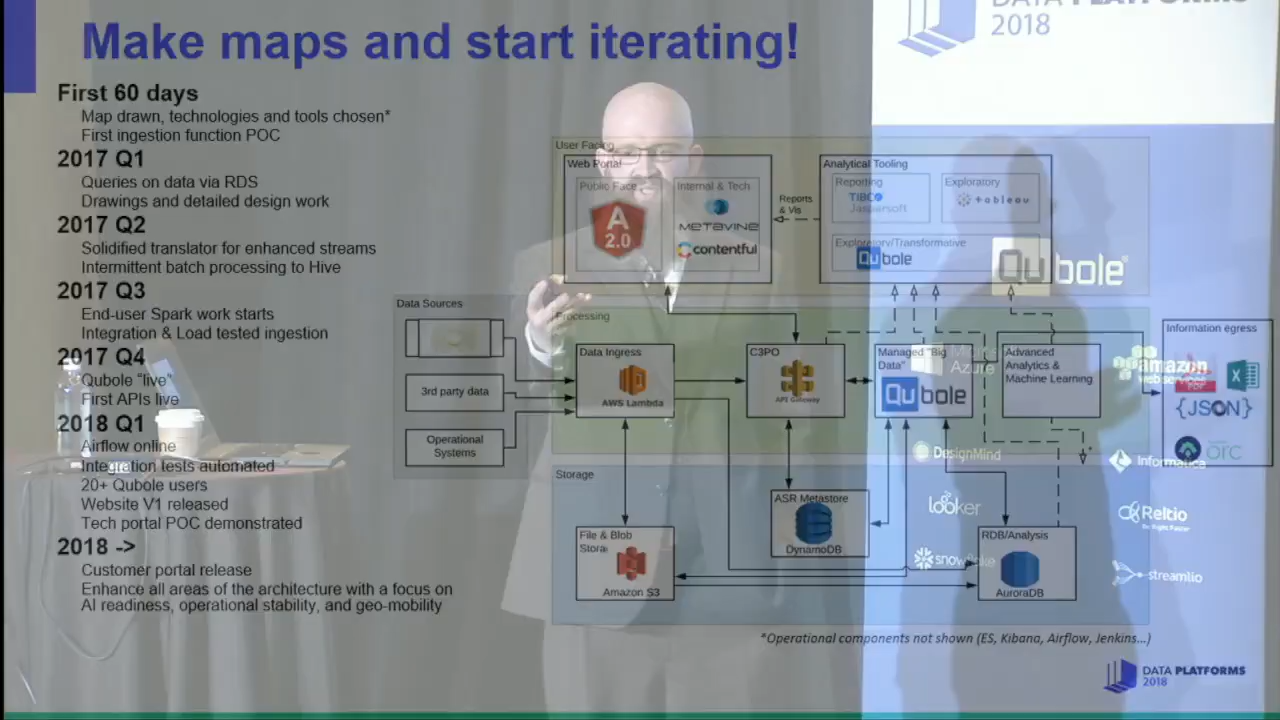 Make maps and start iterating!
DATA PLATFORMS
2018
First 60 days
Map drawn, technologies and tools chosen*
First ingestion function POC
2017 Q1
Queries on data via RDS
Drawings and detailed design work
2017 Q2
Solidified translator for enhanced streams
Intermittent batch processing to Hive
2017 Q3
End-user Spark work starts
Integration & Load tested ingestion
2017 Q4
Qubole "live"
First APIs live
2018 Q1
Airflow online
Integration tests automated
20+ Qubole users
Website V1 released
Tech portal POC demonstrated
2018 ->
Customer portal release
Enhance all areas of the architecture with a focus on
AI readiness, operational stability, and geo-mobility
User Facing
Web Portal
Public Face
A
2.0
Internal & Tech
METAVINE
contentful
Reports
& Vis
Analytical Tooling
Reporting
TIBCO
Jaspersoft
Exploratory
+ableau
Exploratory/Transformative
Qubole
Qubole
Data Sources
3rd party data
Operational
Systems
Processing
Data Ingress
AWS Lambda
C3PO
API Gateway
Managed "Big
Data"
Qubole
Azure
Advanced
Analytics &
Machine Learning
amazon
web services
Information egress
PDF
{JSON}
orc
Storage
File & Blob
Store
Amazon S3
ASR Metastore
DynamoDB
RDB/Analysis
AuroraDB
DesignMind
looker
snowflake
Informatica
Reltio
streamlio
*Operational components not shown (ES, Kibana, Airflow, Jenkins...)
DATA PLATFORMS
2018